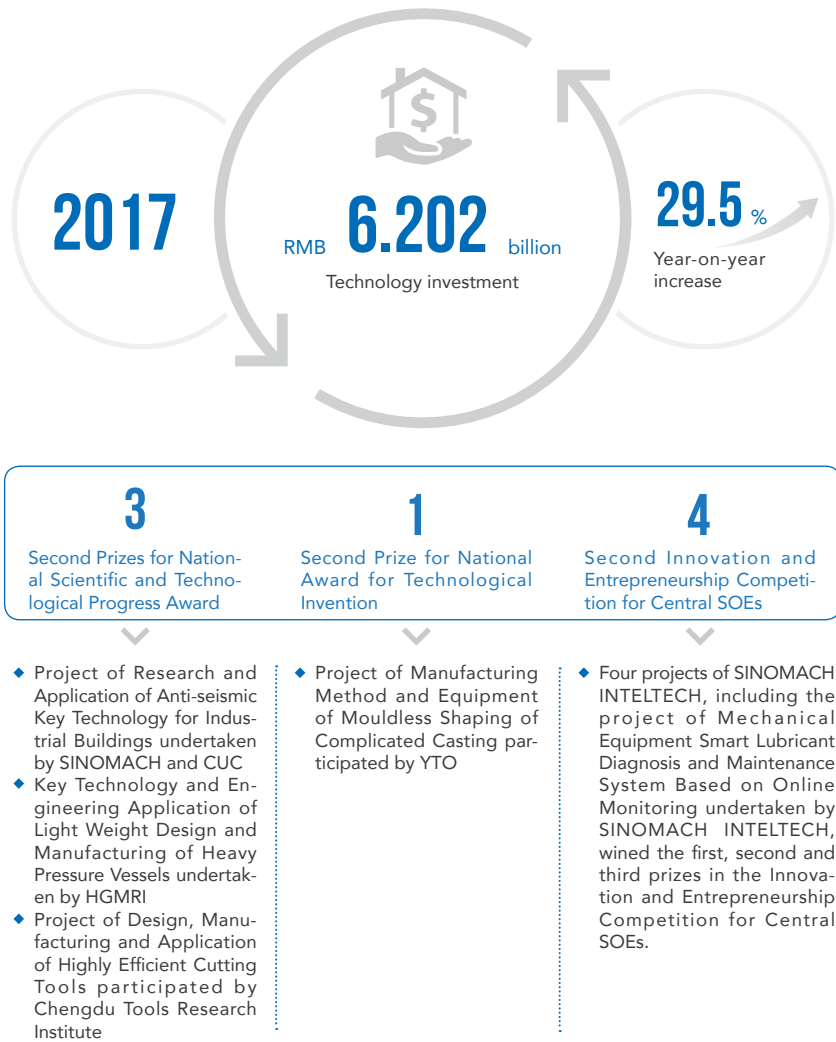 2017
RMB 6.202 billion
Technology investment
29.5 %
Year-on-year
increase
3
Second Prizes for Nation-
al Scientific and Techno-
logical Progress Award
1
Second Prize for National
Award for Technological
Invention
4
Second Innovation and
Entrepreneurship Competi-
tion for Central SOEs
Project of Research and
Application of Anti-seismic
Key Technology for Indus-
trial Buildings undertaken
by SINOMACH and CUC
Key Technology and En-
gineering Application of
Light Weight Design and
Manufacturing of Heavy
Pressure Vessels undertak-
en by HGMRI
Project of Design, Manu-
facturing and Application
of Highly Efficient Cutting
Tools participated by
Chengdu Tools Research
Institute
Project of Manufacturing
Method and Equipment
of Mouldless Shaping of
Complicated Casting par-
ticipated by YTO
Four projects of SINOMACH
INTELTECH, including the
project of Mechanical
Equipment Smart Lubricant
Diagnosis and Maintenance
System Based on Online
Monitoring undertaken by
SINOMACH INTELTECH,
wined the first, second and
third prizes in the Innova-
tion and Entrepreneurship
Competition for Central
SOEs.